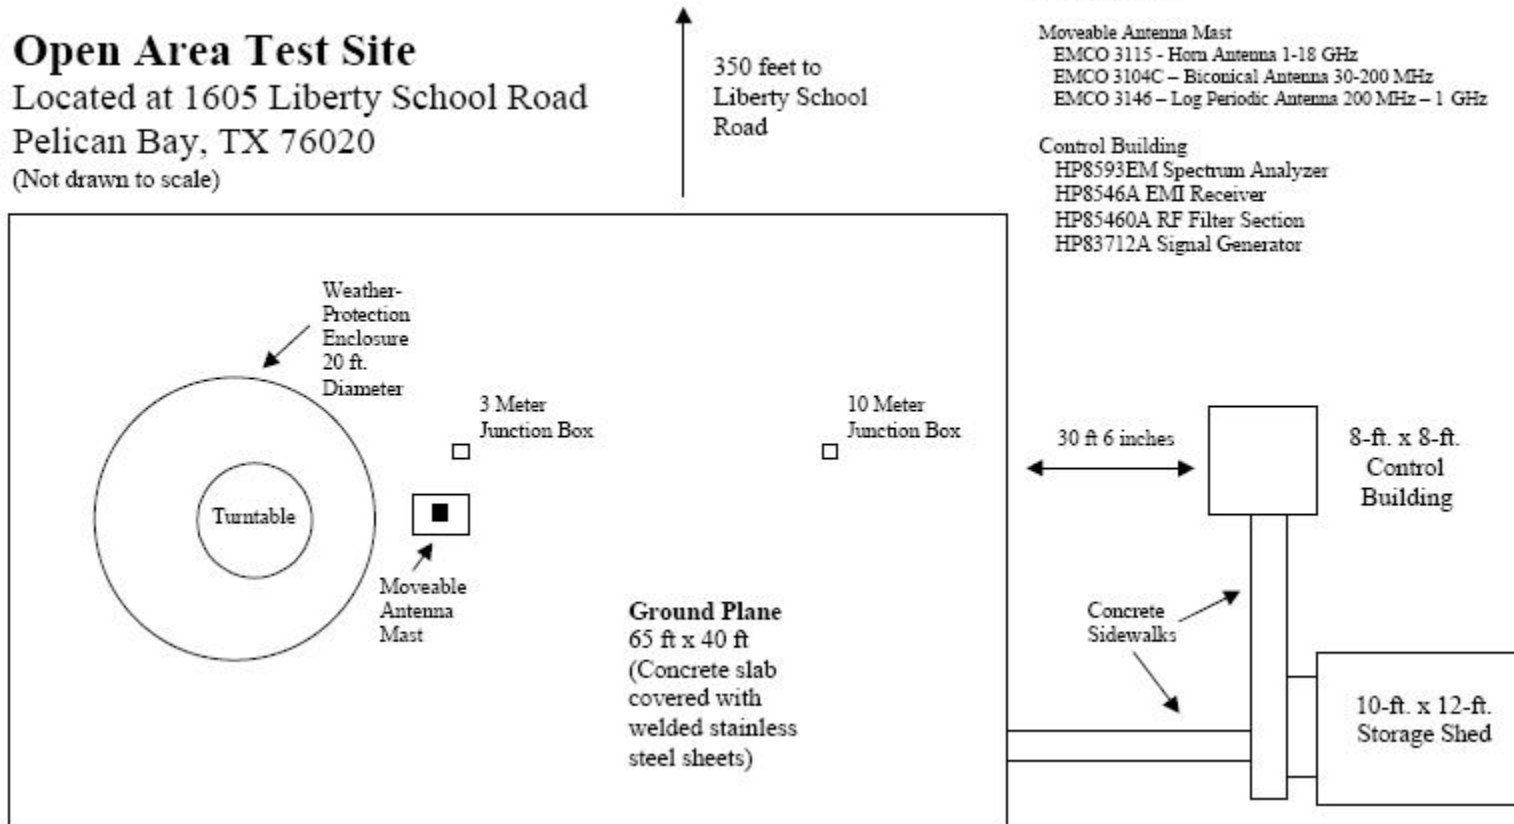 Open Area Test Site
Located at 1605 Liberty School Road
Pelican Bay, TX 76020
(Not drawn to scale)
350 feet to
Liberty School
Road
Moveable Antenna Mast
EMCO 3115 - Horn Antenna 1-18 GHz
EMCO 3104C – Biconical Antenna 30-200 MHz
EMCO 3146 – Log Periodic Antenna 200 MHz – 1 GHz
Control Building
HP8593EM Spectrum Analyzer
HP8546A EMI Receiver
HP85460A RF Filter Section
HP83712A Signal Generator
Weather-
Protection
Enclosure
20 ft.
Diameter
3 Meter
Junction Box
10 Meter
Junction Box
30 ft 6 inches
8-ft. x 8-ft.
Control
Building
Turntable
Moveable
Antenna
Mast
Ground Plane
65 ft x 40 ft
(Concrete slab
covered with
welded stainless
steel sheets)
Concrete
Sidewalks
10-ft. x 12-ft.
Storage Shed